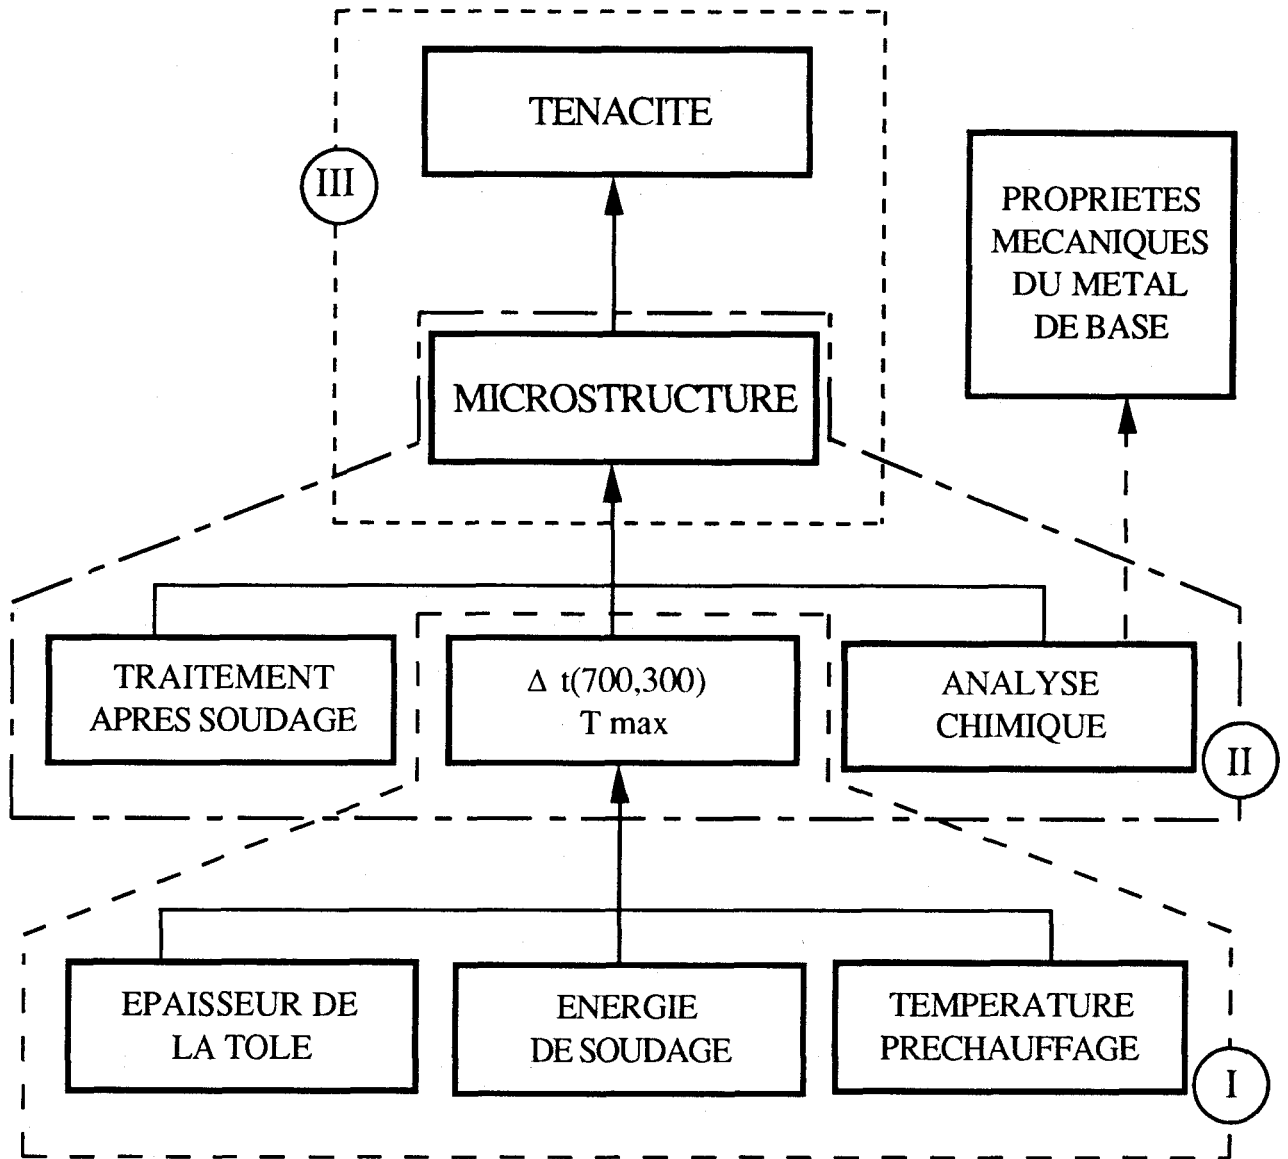 TENACITE
III
PROPRIETES
MECANIQUES
DU METAL
DE BASE
MICROSTRUCTURE
TRAITEMENT
APRES SOUDAGE
Δ t(700,300)
T max
ANALYSE
CHIMIQUE
II
EPAISSEUR DE
LA TOLE
ENERGIE
DE SOUDAGE
TEMPERATURE
PRECHAUFFAGE
I